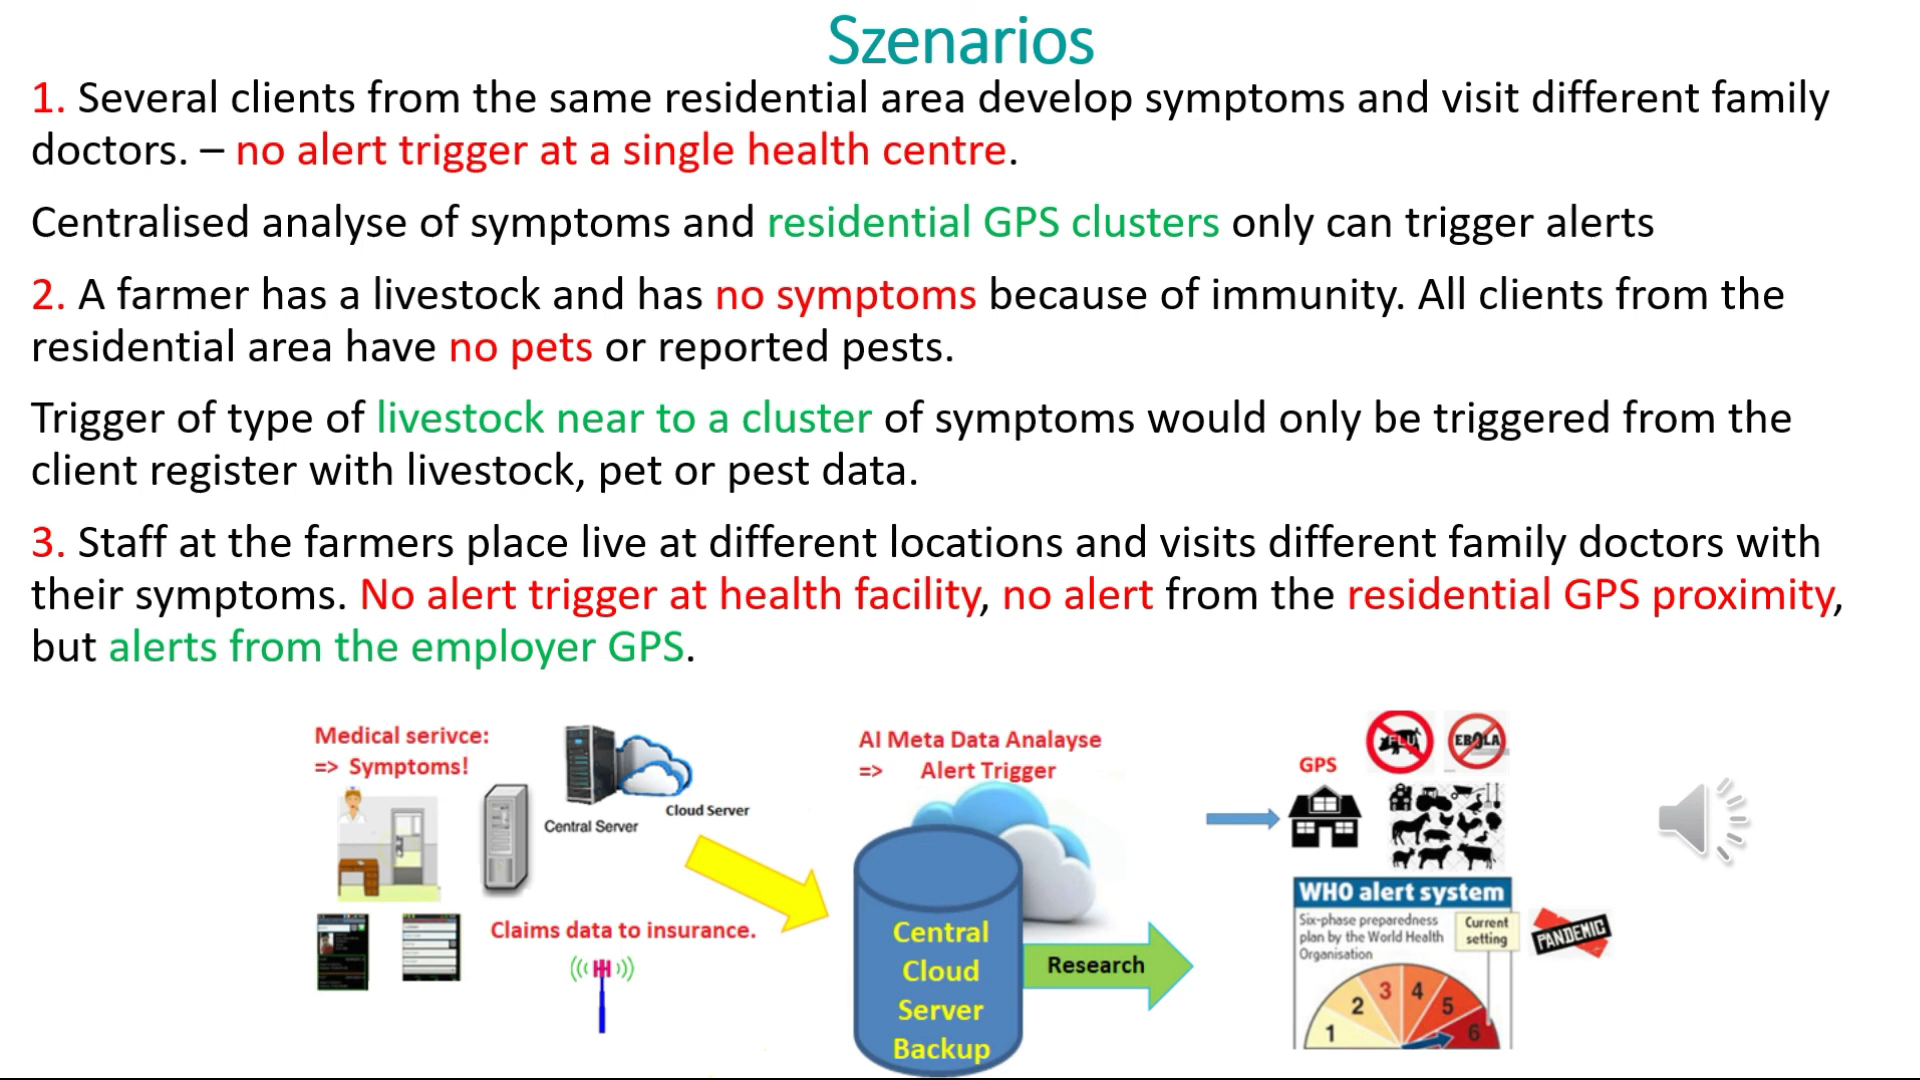 Szenarios
1. Several clients from the same residential area develop symptoms and visit different family
doctors. – no alert trigger at a single health centre.
Centralised analyse of symptoms and residential GPS clusters only can trigger alerts
2. A farmer has a livestock and has no symptoms because of immunity. All clients from the
residential area have no pets or reported pests.
Trigger of type of livestock near to a cluster of symptoms would only be triggered from the
client register with livestock, pet or pest data.
3. Staff at the farmers place live at different locations and visits different family doctors with
their symptoms. No alert trigger at health facility, no alert from the residential GPS proximity,
but alerts from the employer GPS.
Medical serivce:
=> Symptoms!
Cloud Server
Central Server
Claims data to insurance.
AI Meta Data Analayse
=> Alert Trigger
Central
Cloud
Server
Backup
Research
GPS
FLU
EBOLA
WHO alert system
Six-phase preparedness
plan by the World Health
Organisation
Current
setting
PANDEMIC
1 2 3 4 5 6